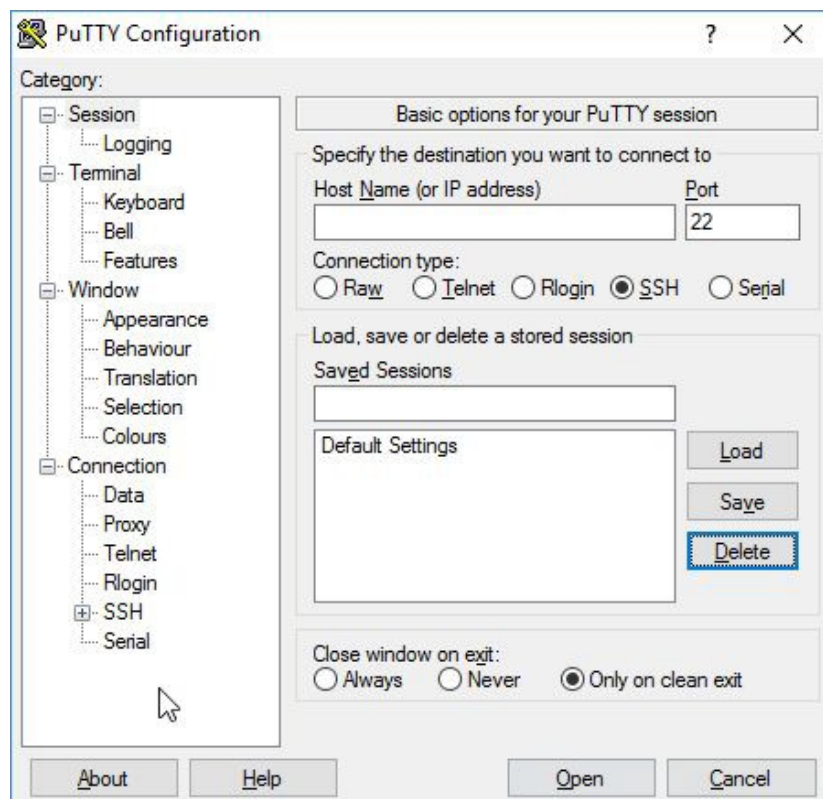 PuTTY Configuration
?
Category:
Session
Logging
Terminal
Keyboard
Bell
Features
Window
Appearance
Behaviour
Translation
Selection
Colours
Connection
Data
Proxy
Telnet
Rlogin
SSH
Serial
Basic options for your PuTTY session
Specify the destination you want to connect to
Host Name (or IP address) Port
22
Connection type:
Raw Telnet Rlogin SSH Serial
Load, save or delete a stored session
Saved Sessions
Default Settings
Load
Save
Delete
Close window on exit:
Always Never Only on clean exit
About Help Open Cancel